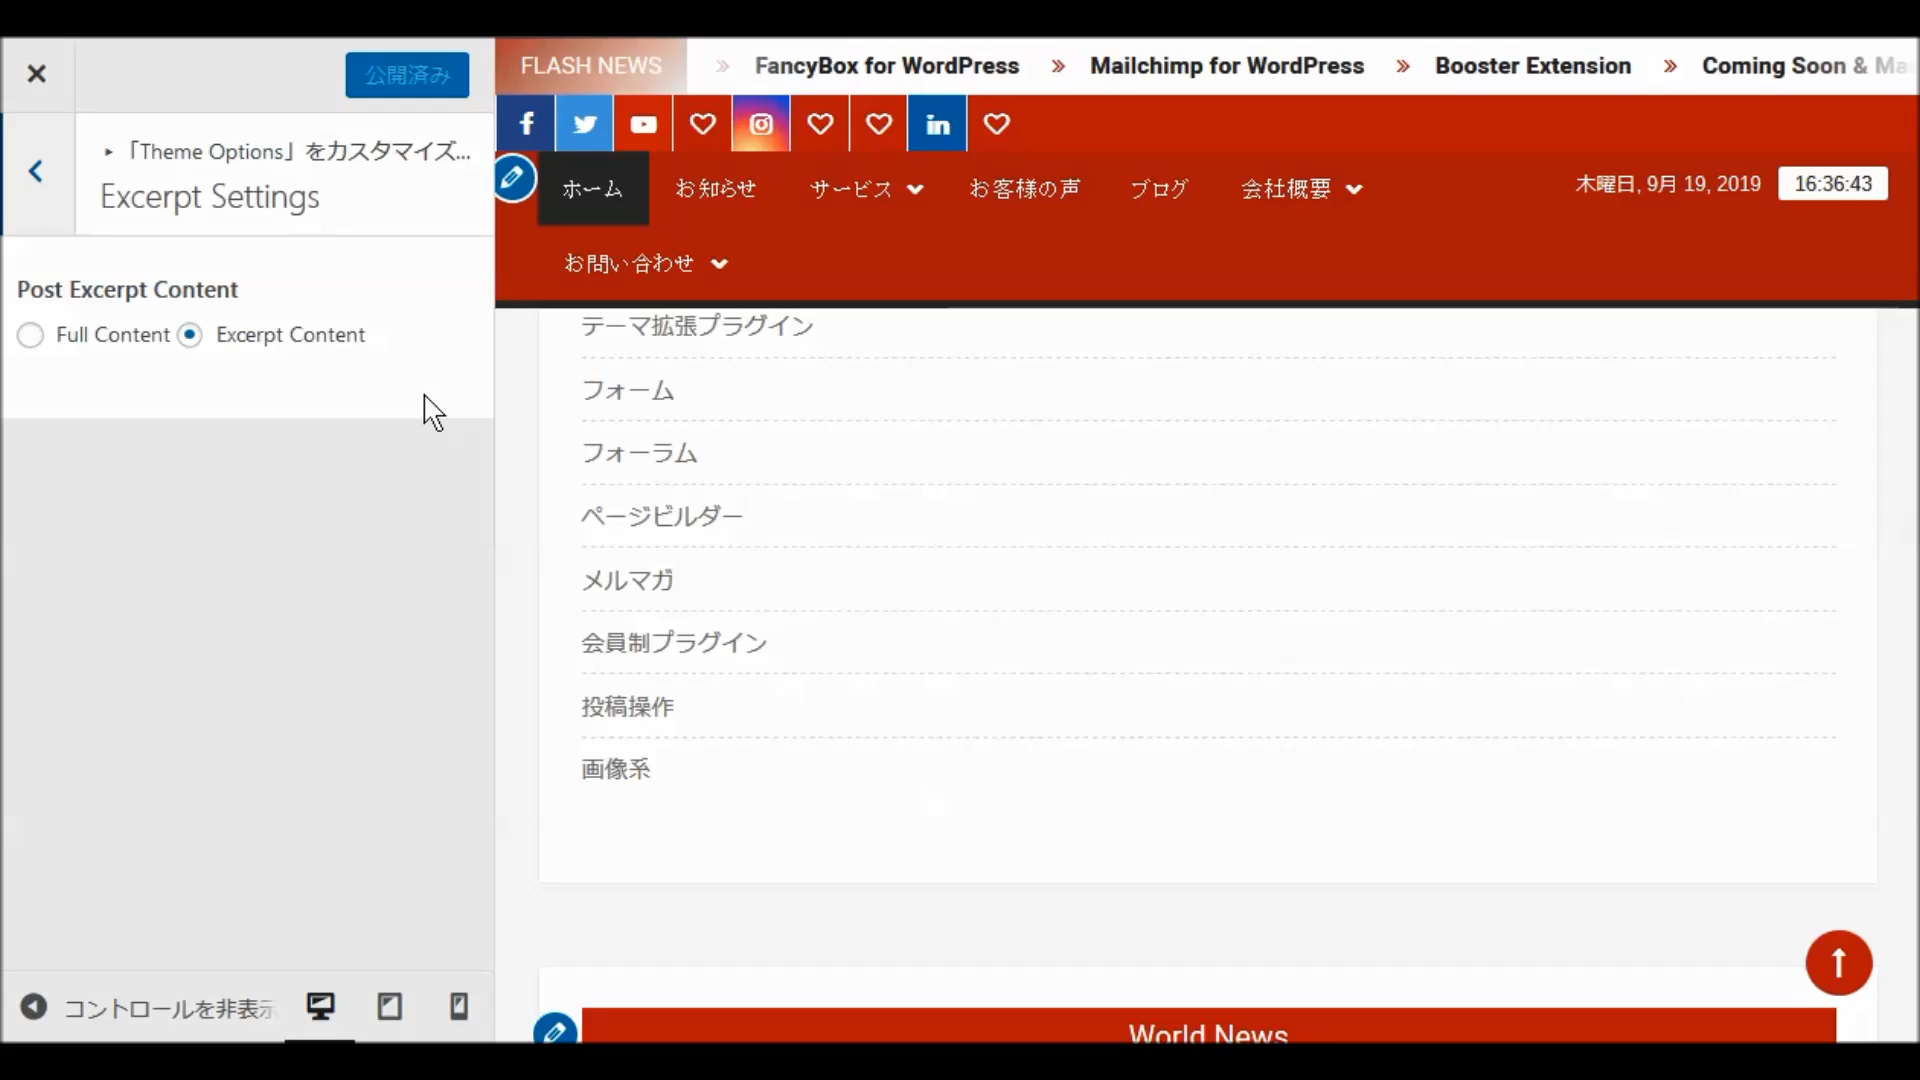 公開済み
▸「Theme Options」をカスタマイズ...
Excerpt Settings
Post Excerpt Content
Full Content Excerpt Content
コントロールを非表示
FLASH NEWS » FancyBox for WordPress » Mailchimp for WordPress » Booster Extension » Coming Soon & Ma
ホーム お知らせ サービス お客様の声 ブログ 会社概要 木曜日, 9月 19, 2019 16:36:43
お問い合わせ
テーマ拡張プラグイン
フォーム
フォーラム
ページビルダー
メルマガ
会員制プラグイン
投稿操作
画像系
World News